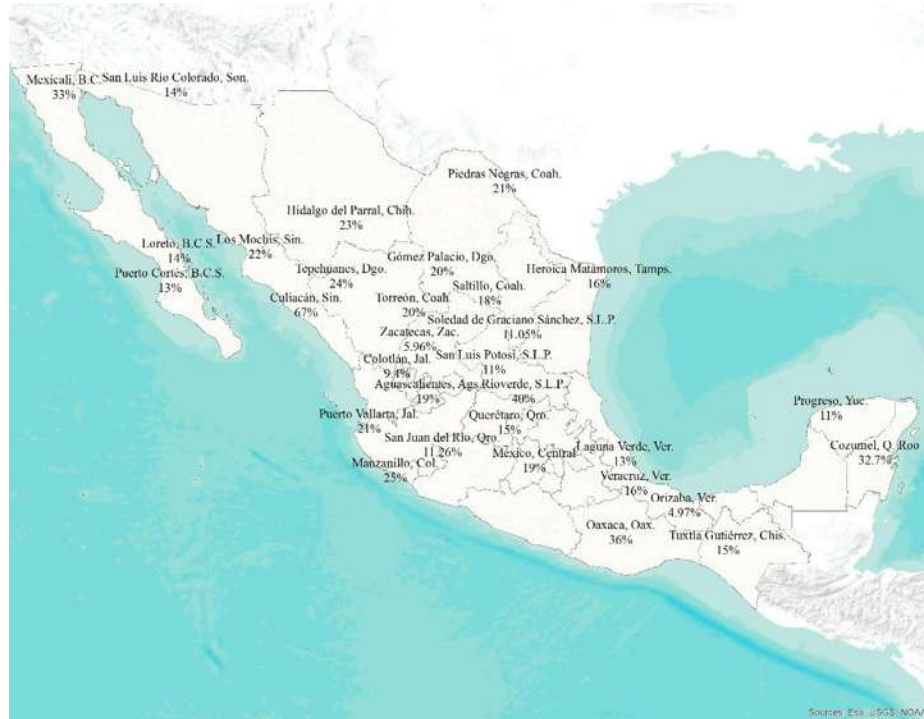 Mexicali, B.C.
33%
San Luis Río Colorado, Son.
14%
Piedras Negras, Coah.
21%
Hidalgo del Parral, Chih.
23%
Loreto, B.C.S.
14%
Los Mochis, Sin.
22%
Puerto Cortés, B.C.S.
13%
Tepehuanes, Dgo.
24%
Gómez Palacio, Dgo.
20%
Heroica Matamoros, Tamps.
16%
Saltillo, Coah.
18%
Culiacán, Sin.
67%
Torreón, Coah.
20%
Soledad de Graciano Sánchez, S.L.P.
11.05%
Zacatecas, Zac.
5.96%
Colotlán, Jal.
9.4%
San Luis Potosí, S.L.P.
11%
Aguascalientes, Ags.
19%
Rioverde, S.L.P.
40%
Puerto Vallarta, Jal.
21%
Querétaro, Qro.
15%
San Juan del Río, Qro.
11.26%
México, Central
19%
Laguna Verde, Ver.
13%
Manzanillo, Col.
25%
Veracruz, Ver.
16%
Orizaba, Ver.
4.97%
Oaxaca, Oax.
36%
Tuxtla Gutiérrez, Chis.
15%
Progreso, Yuc.
11%
Cozumel, Q. Roo
32.7%
Sources: Esri, USGS, NOAA